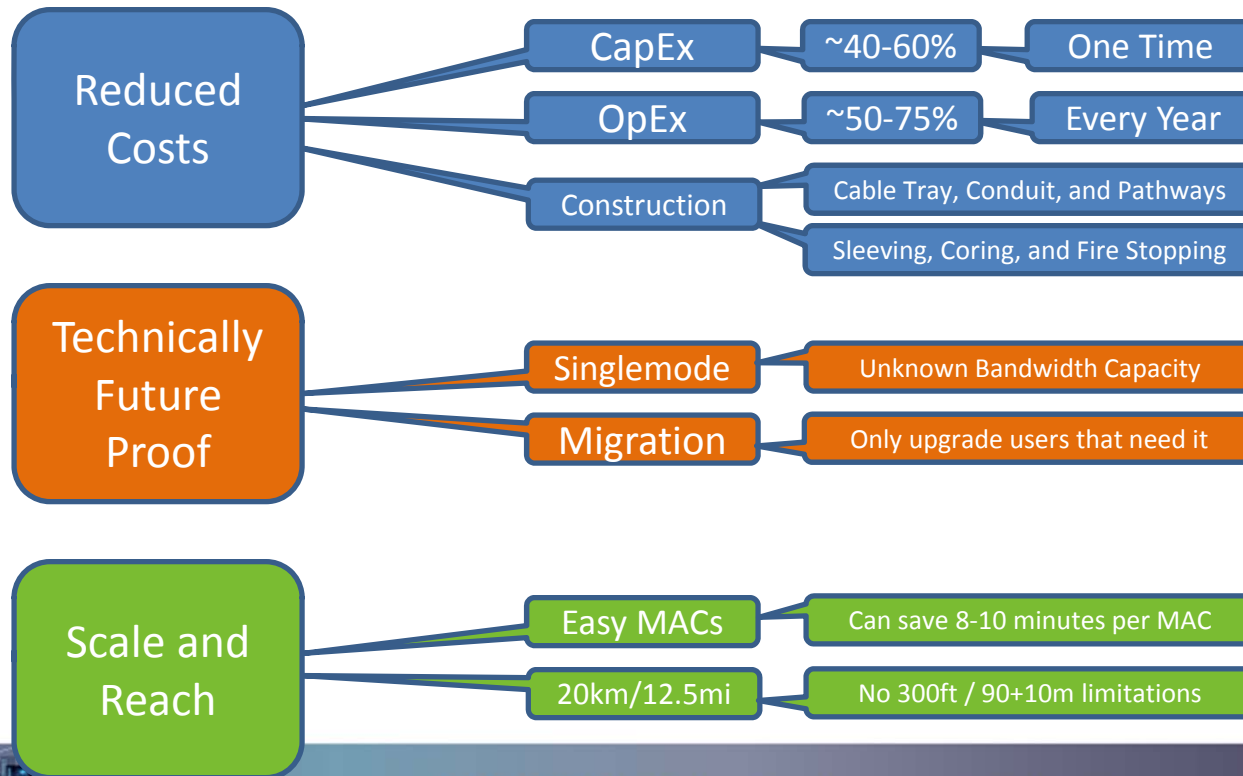 Reduced
Costs
CapEx
~40-60%
One Time
OpEx
~50-75%
Every Year
Construction
Cable Tray, Conduit, and Pathways
Sleeving, Coring, and Fire Stopping
Technically
Future
Proof
Singlemode
Unknown Bandwidth Capacity
Migration
Only upgrade users that need it
Scale and
Reach
Easy MACs
Can save 8-10 minutes per MAC
20km/12.5mi
No 300ft / 90+10m limitations